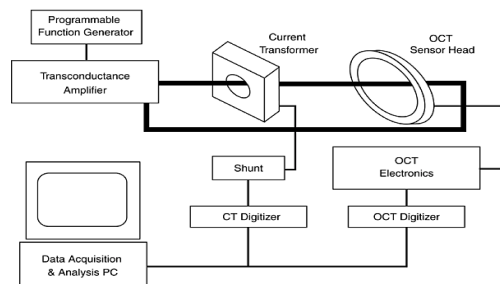 Programmable
Function Generator
Transconductance
Amplifier
Current
Transformer
OCT
Sensor Head
Shunt
OCT
Electronics
CT Digitizer
OCT Digitizer
Data Acquisition
& Analysis PC